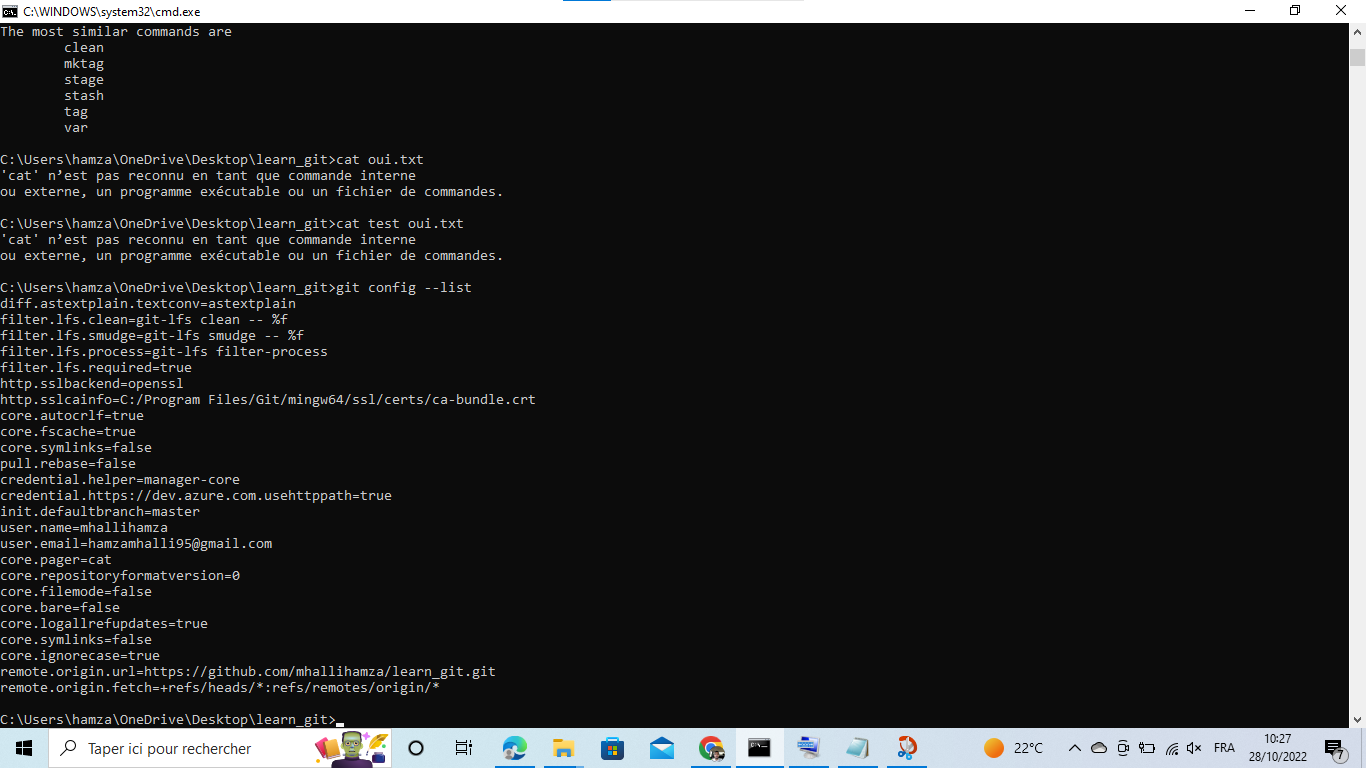 C:\WINDOWS\system32\cmd.exe
The most similar commands are
clean
mktag
stage
stash
tag
var
C:\Users\hamza\OneDrive\Desktop\learn_git>cat oui.txt
'cat' n’est pas reconnu en tant que commande interne
ou externe, un programme exécutable ou un fichier de commandes.
C:\Users\hamza\OneDrive\Desktop\learn_git>cat test oui.txt
'cat' n’est pas reconnu en tant que commande interne
ou externe, un programme exécutable ou un fichier de commandes.
C:\Users\hamza\OneDrive\Desktop\learn_git>git config --list
diff.astextplain.textconv=astextplain
filter.lfs.clean=git-lfs clean -- %f
filter.lfs.smudge=git-lfs smudge -- %f
filter.lfs.process=git-lfs filter-process
filter.lfs.required=true
http.sslbackend=openssl
http.sslcainfo=C:/Program Files/Git/mingw64/ssl/certs/ca-bundle.crt
core.autocrlf=true
core.fscache=true
core.symlinks=false
pull.rebase=false
credential.helper=manager-core
credential.https://dev.azure.com.usehttppath=true
init.defaultbranch=master
user.name=mhallihamza
user.email=hamzamhalli95@gmail.com
core.pager=cat
core.repositoryformatversion=0
core.filemode=false
core.bare=false
core.logallrefupdates=true
core.symlinks=false
core.ignorecase=true
remote.origin.url=https://github.com/mhallihamza/learn_git.git
remote.origin.fetch=+refs/heads/*:refs/remotes/origin/*
C:\Users\hamza\OneDrive\Desktop\learn_git>
Taper ici pour rechercher
22°C
FRA
10:27
28/10/2022
7